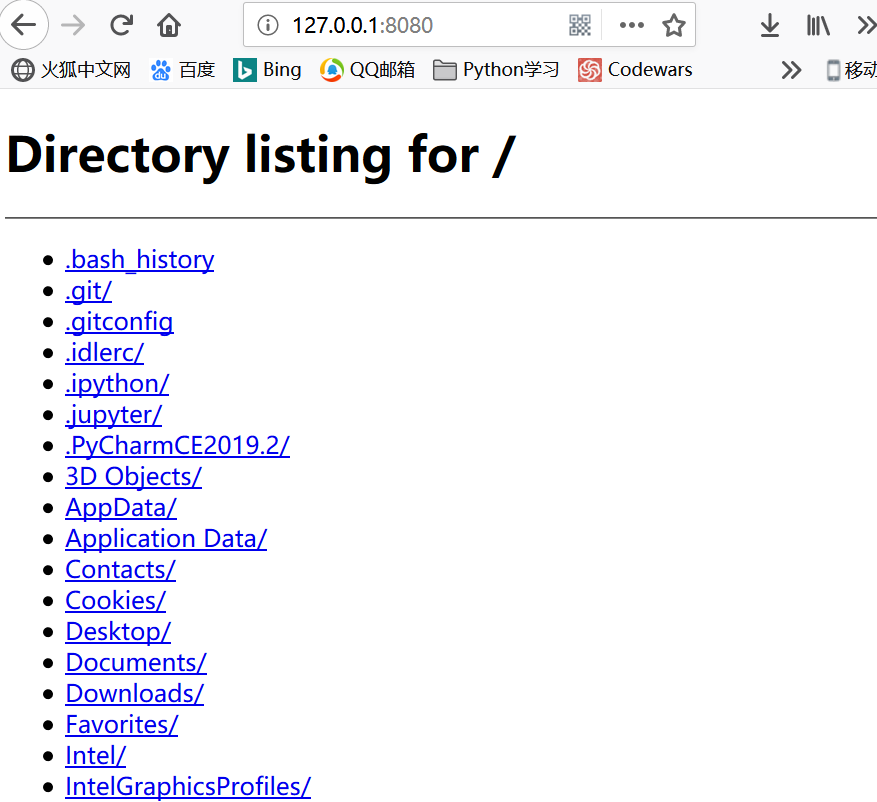 127.0.0.1:8080
火狐中文网 百度 Bing QQ邮箱 Python学习 Codewars 移动
Directory listing for /
.bash_history
.git/
.gitconfig
.idlerc/
.ipython/
.jupyter/
.PyCharmCE2019.2/
3D Objects/
AppData/
Application Data/
Contacts/
Cookies/
Desktop/
Documents/
Downloads/
Favorites/
Intel/
IntelGraphicsProfiles/